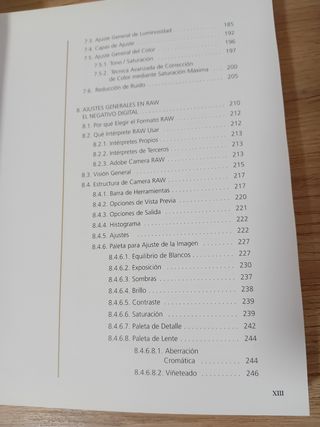 7.3. Ajuste General de Luminosidad 185
7.4. Capas de Ajuste 192
7.5. Ajuste General del Color 196
7.5.1. Tono / Saturación 197
7.5.2. Técnica Avanzada de Corrección
de Color mediante Saturación Máxima 200
7.6. Reducción de Ruido 205
8. AJUSTES GENERALES EN RAW 210
EL NEGATIVO DIGITAL
8.1. Por qué Elegir el Formato RAW 212
8.2. Qué Intérprete RAW Usar 212
8.2.1. Intérpretes Propios 213
8.2.2. Intérpretes de Terceros 213
8.2.3. Adobe Camera RAW 213
8.3. Visión General 215
8.4. Estructura de Camera RAW 217
8.4.1. Barra de Herramientas 217
8.4.2. Opciones de Vista Previa 220
8.4.3. Opciones de Salida 221
8.4.4. Histograma 222
8.4.5. Ajustes 222
8.4.6. Paleta para Ajuste de la Imagen 227
8.4.6.1. Equilibrio de Blancos 227
8.4.6.2. Exposición 230
8.4.6.3. Sombras 237
8.4.6.4. Brillo 238
8.4.6.5. Contraste 239
8.4.6.6. Saturación 239
8.4.6.7. Paleta de Detalle 242
8.4.6.8. Paleta de Lente 244
8.4.6.8.1. Aberración
Cromática 244
8.4.6.8.2. Viñeteado 246
XIII